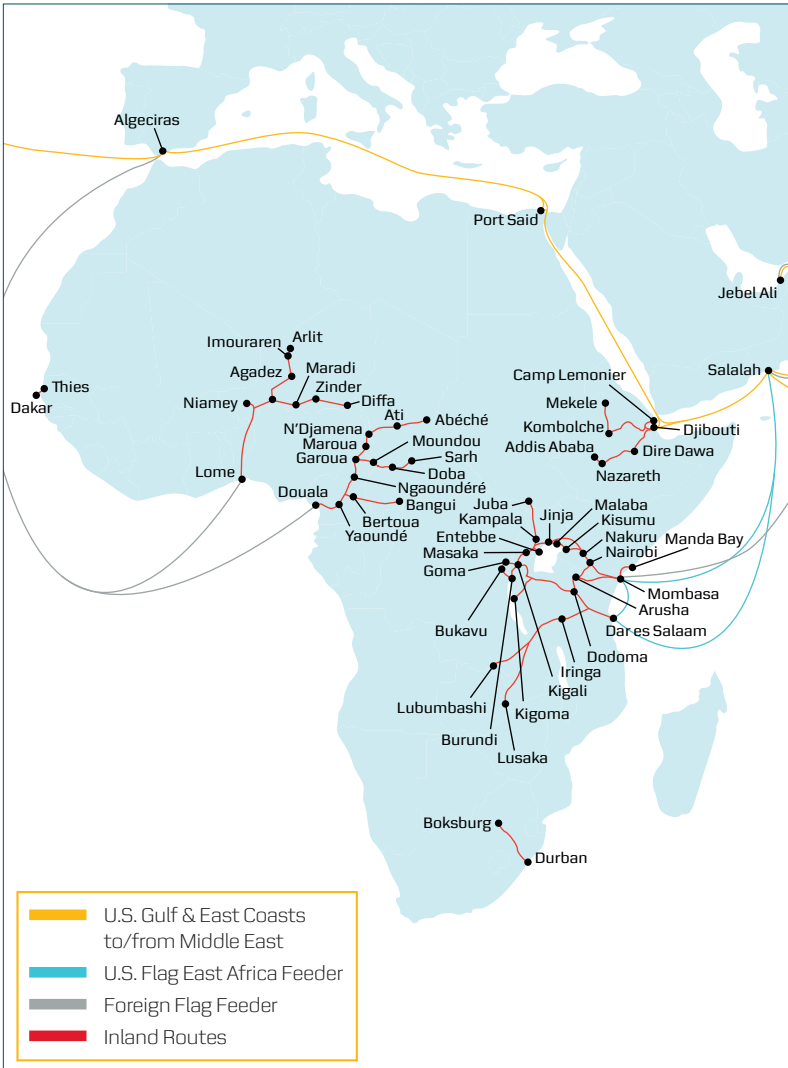 Algeciras
Port Said
Jebel Ali
Arlit
Imouraren
Maradi
Agadez
Zinder
Salalah
Camp Lemonier
Thies
Dakar
Niamey
Diffa
Mekele
Ati
Abéché
N'Djamena
Kombolche
Djibouti
Maroua
Moundou
Addis Ababa
Dire Dawa
Garoua
Sarh
Doba
Nazareth
Lome
Ngaoundéré
Douala
Bangui
Juba
Jinja
Malaba
Bertoua
Kampala
Kisumu
Yaoundé
Entebbe
Nakuru
Manda Bay
Masaka
Nairobi
Goma
Mombasa
Arusha
Bukavu
Dar es Salaam
Dodoma
Iringa
Kigali
Lubumbashi
Kigoma
Burundi
Lusaka
Boksburg
Durban
U.S. Gulf & East Coasts
to/from Middle East
U.S. Flag East Africa Feeder
Foreign Flag Feeder
Inland Routes